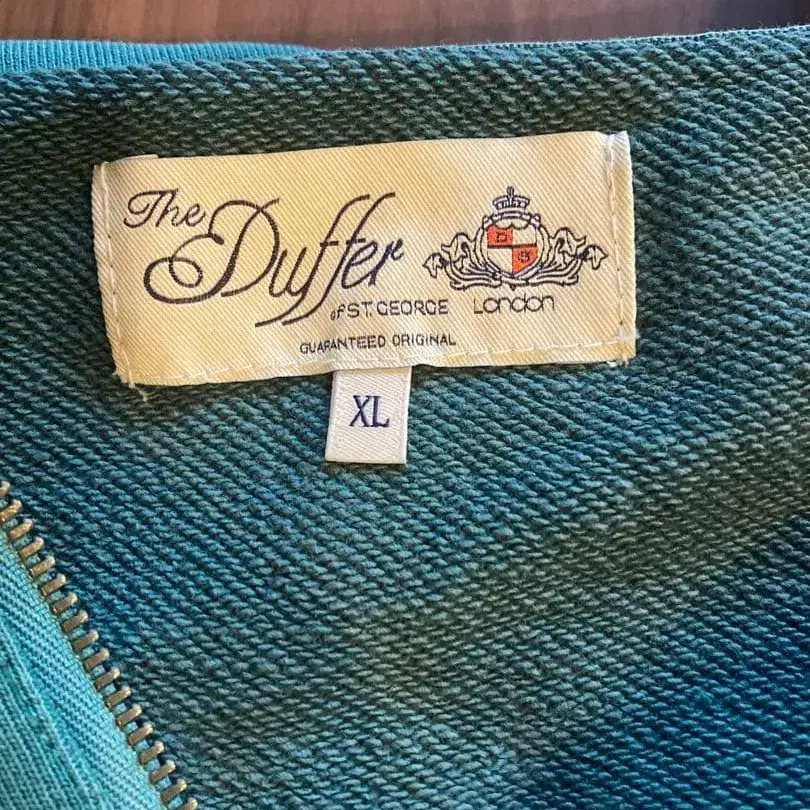 The Duffer
of ST. GEORGE London
GUARANTEED ORIGINAL
XL